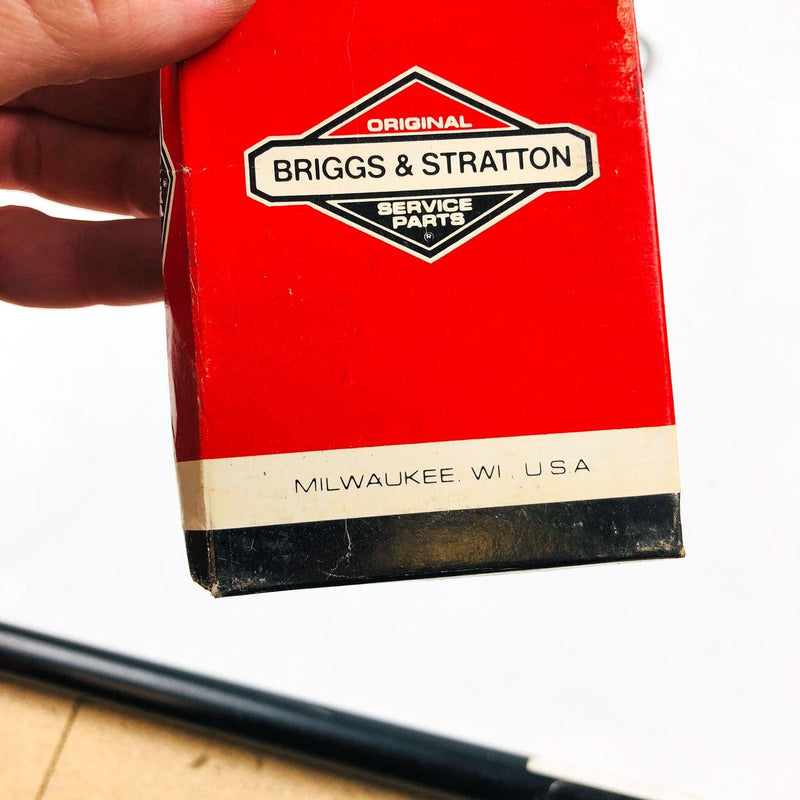 ORIGINAL
BRIGGS & STRATTON
SERVICE
PARTS
®
MILWAUKEE, WI., U.S.A